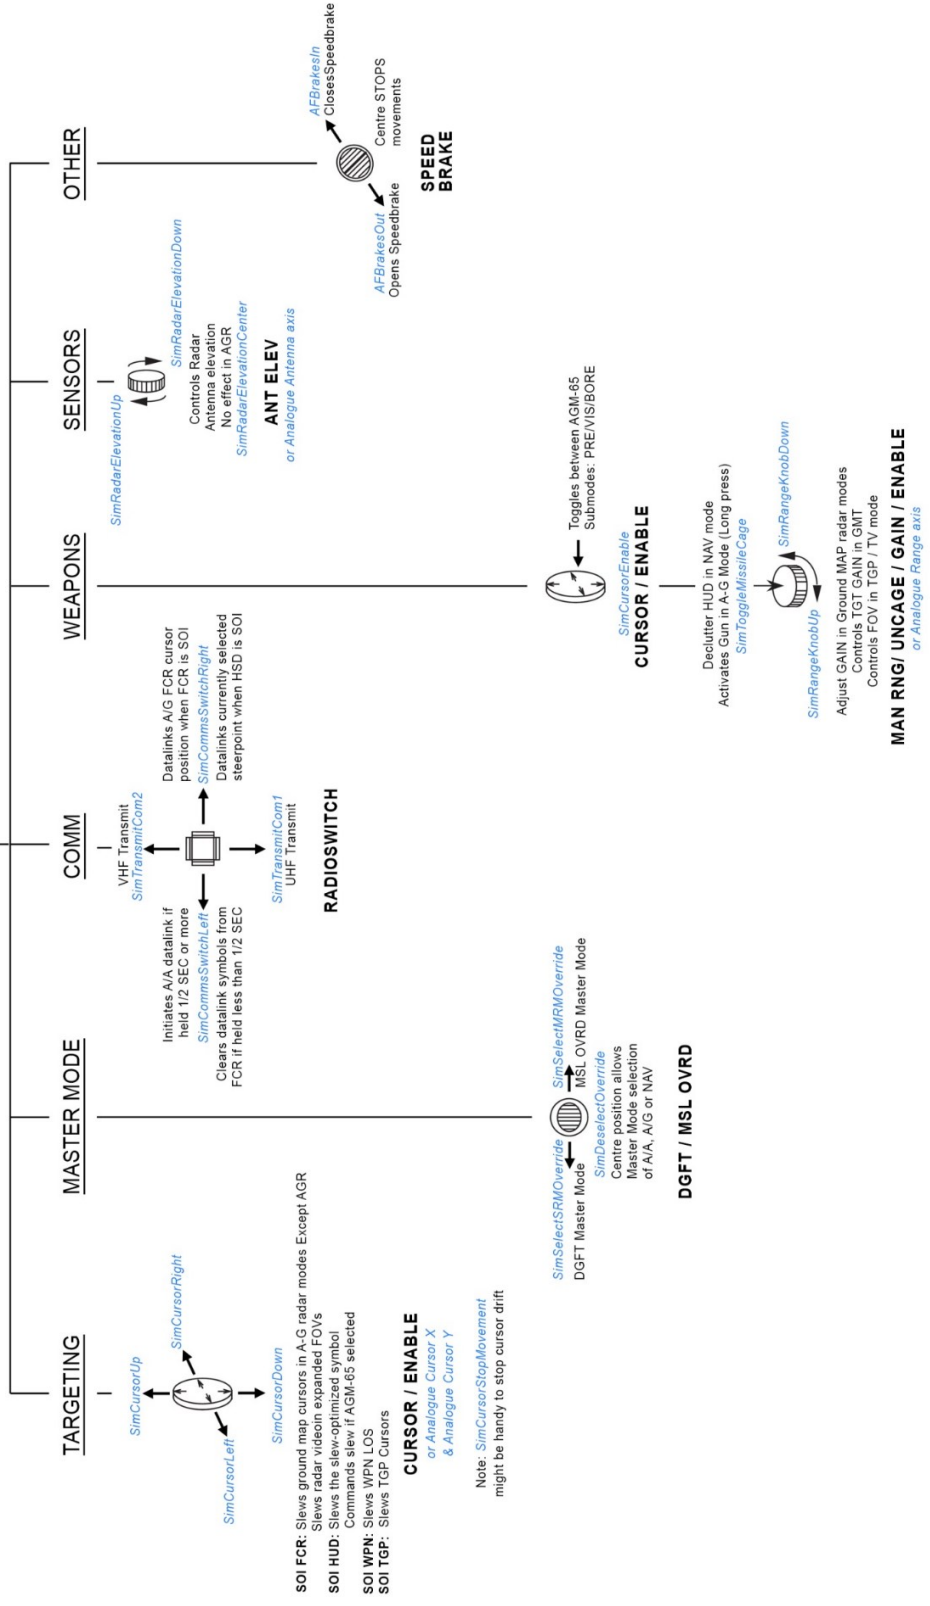 TARGETING
SimCursorUp
SimCursorRight
SimCursorLeft
SimCursorDown
SOI FCR: Slews ground map cursors in A-G radar modes Except AGR
Slews radar videoin expanded FOVs
SOI HUD: Slews the slew-optimized symbol
Commands slew if AGM-65 selected
SOI WPN: Slews WPN LOS
SOI TGP: Slews TGP Cursors
CURSOR / ENABLE
or Analogue Cursor X
& Analogue Cursor Y
Note: SimCursorStopMovement
might be handy to stop cursor drift
MASTER MODE
SimSelectSRMOverride
DGFT Master Mode
SimSelectMRMOverride
MSL OVRD Master Mode
SimDeselectOverride
Centre position allows
Master Mode selection
of A/A, A/G or NAV
DGFT / MSL OVRD
COMM
VHF Transmit
SimTransmitCom2
Initiates A/A datalink if
held 1/2 SEC or more
SimCommsSwitchLeft
Clears datalink symbols from
FCR if held less than 1/2 SEC
Datalinks A/G FCR cursor
position when FCR is SOI
SimCommsSwitchRight
Datalinks currently selected
steerpoint when HSD is SOI
SimTransmitCom1
UHF Transmit
RADIOSWITCH
WEAPONS
Toggles between AGM-65
Submodes: PRE/VIS/BORE
SimCursorEnable
CURSOR / ENABLE
Declutter HUD in NAV mode
Activates Gun in A-G Mode (Long press)
SimToggleMissileCage
SimRangeKnobUp
SimRangeKnobDown
Adjust GAIN in Ground MAP radar modes
Controls TGT GAIN in GMT
Controls FOV in TGP / TV mode
MAN RNG/ UNCAGE / GAIN / ENABLE
or Analogue Range axis
SENSORS
SimRadarElevationUp
SimRadarElevationDown
Controls Radar
Antenna elevation
No effect in AGR
SimRadarElevationCenter
ANT ELEV
or Analogue Antenna axis
OTHER
AFBrakesIn
ClosesSpeedbrake
AFBrakesOut
Opens Speedbrake
Centre STOPS
movements
SPEED
BRAKE